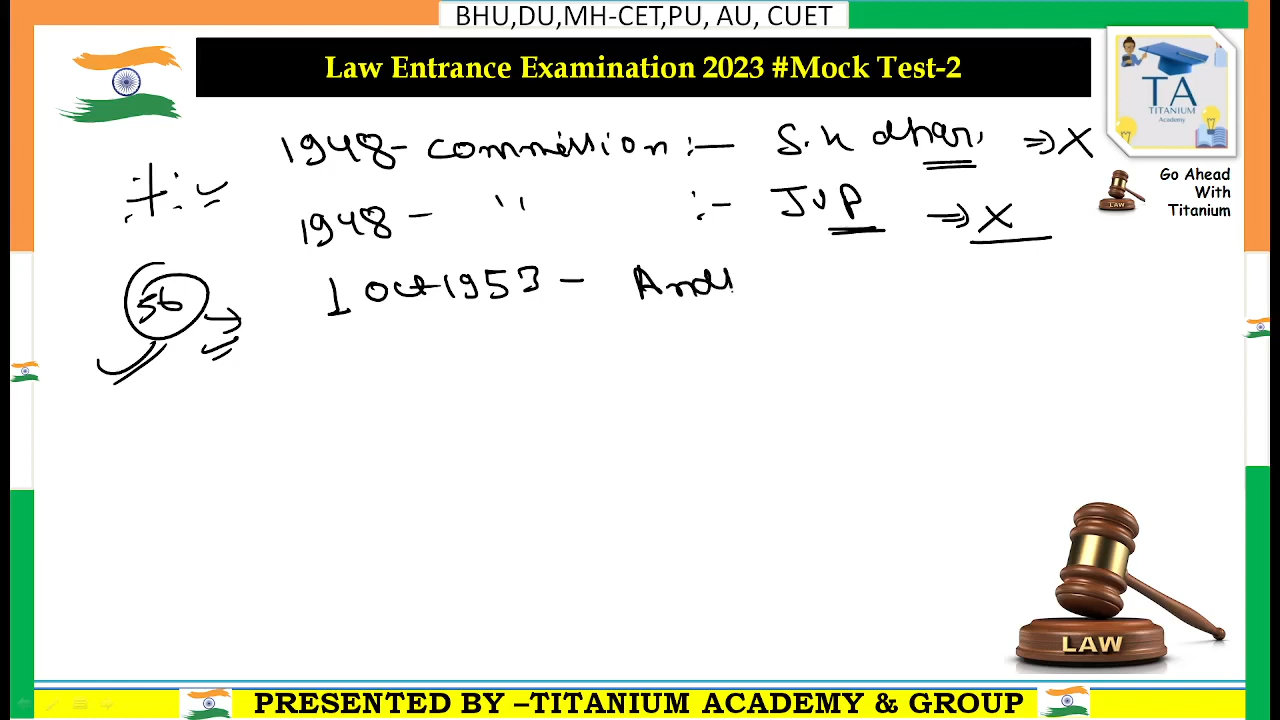 BHU,DU,MH-CET,PU, AU, CUET
Law Entrance Examination 2023 #Mock Test-2
TA
TITANIUM
Academy
Go Ahead
With
Titanium
LAW
1948- commission :- S.K dhar, ⇒ X
1948- " :- JVP ⇒ X
56 →
1 Oct 1953 - Andh
LAW
PRESENTED BY –TITANIUM ACADEMY & GROUP